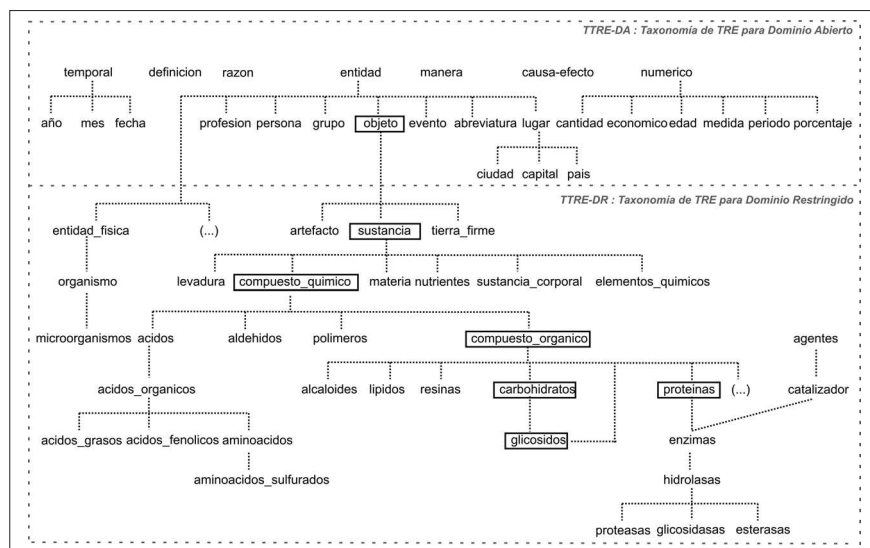 TTRE-DA : Taxonomía de TRE para Dominio Abierto
temporal definicion razon entidad manera causa-efecto numerico
año mes fecha profesion persona grupo objeto evento abreviatura lugar cantidad economico edad medida periodo porcentaje
ciudad capital pais
TTRE-DR : Taxonomía de TRE para Dominio Restringido
entidad_fisica (...) artefacto sustancia tierra_firme
organismo levadura compuesto_quimico materia nutrientes sustancia_corporal elementos_quimicos
microorganismos acidos aldehidos polimeros compuesto_organico agentes
acidos_organicos alcaloides lipidos resinas carbohidratos proteinas (...) catalizador
acidos_grasos acidos_fenolicos aminoacidos glicosidos enzimas
aminoacidos_sulfurados hidrolasas
proteasas glicosidasas esterasas